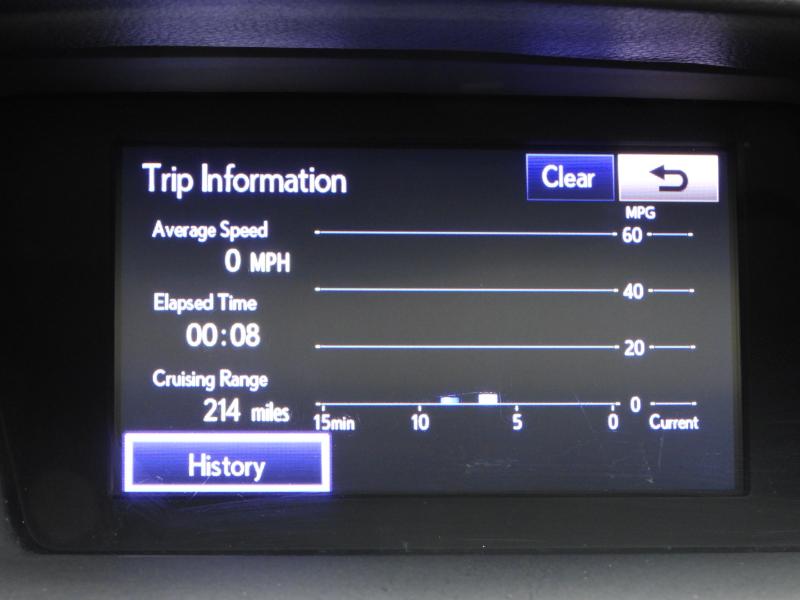 Trip Information
Clear
MPG
Average Speed
0 MPH
60
Elapsed Time
00:08
40
20
Cruising Range
214 miles
0
15min 10 5 0 Current
History